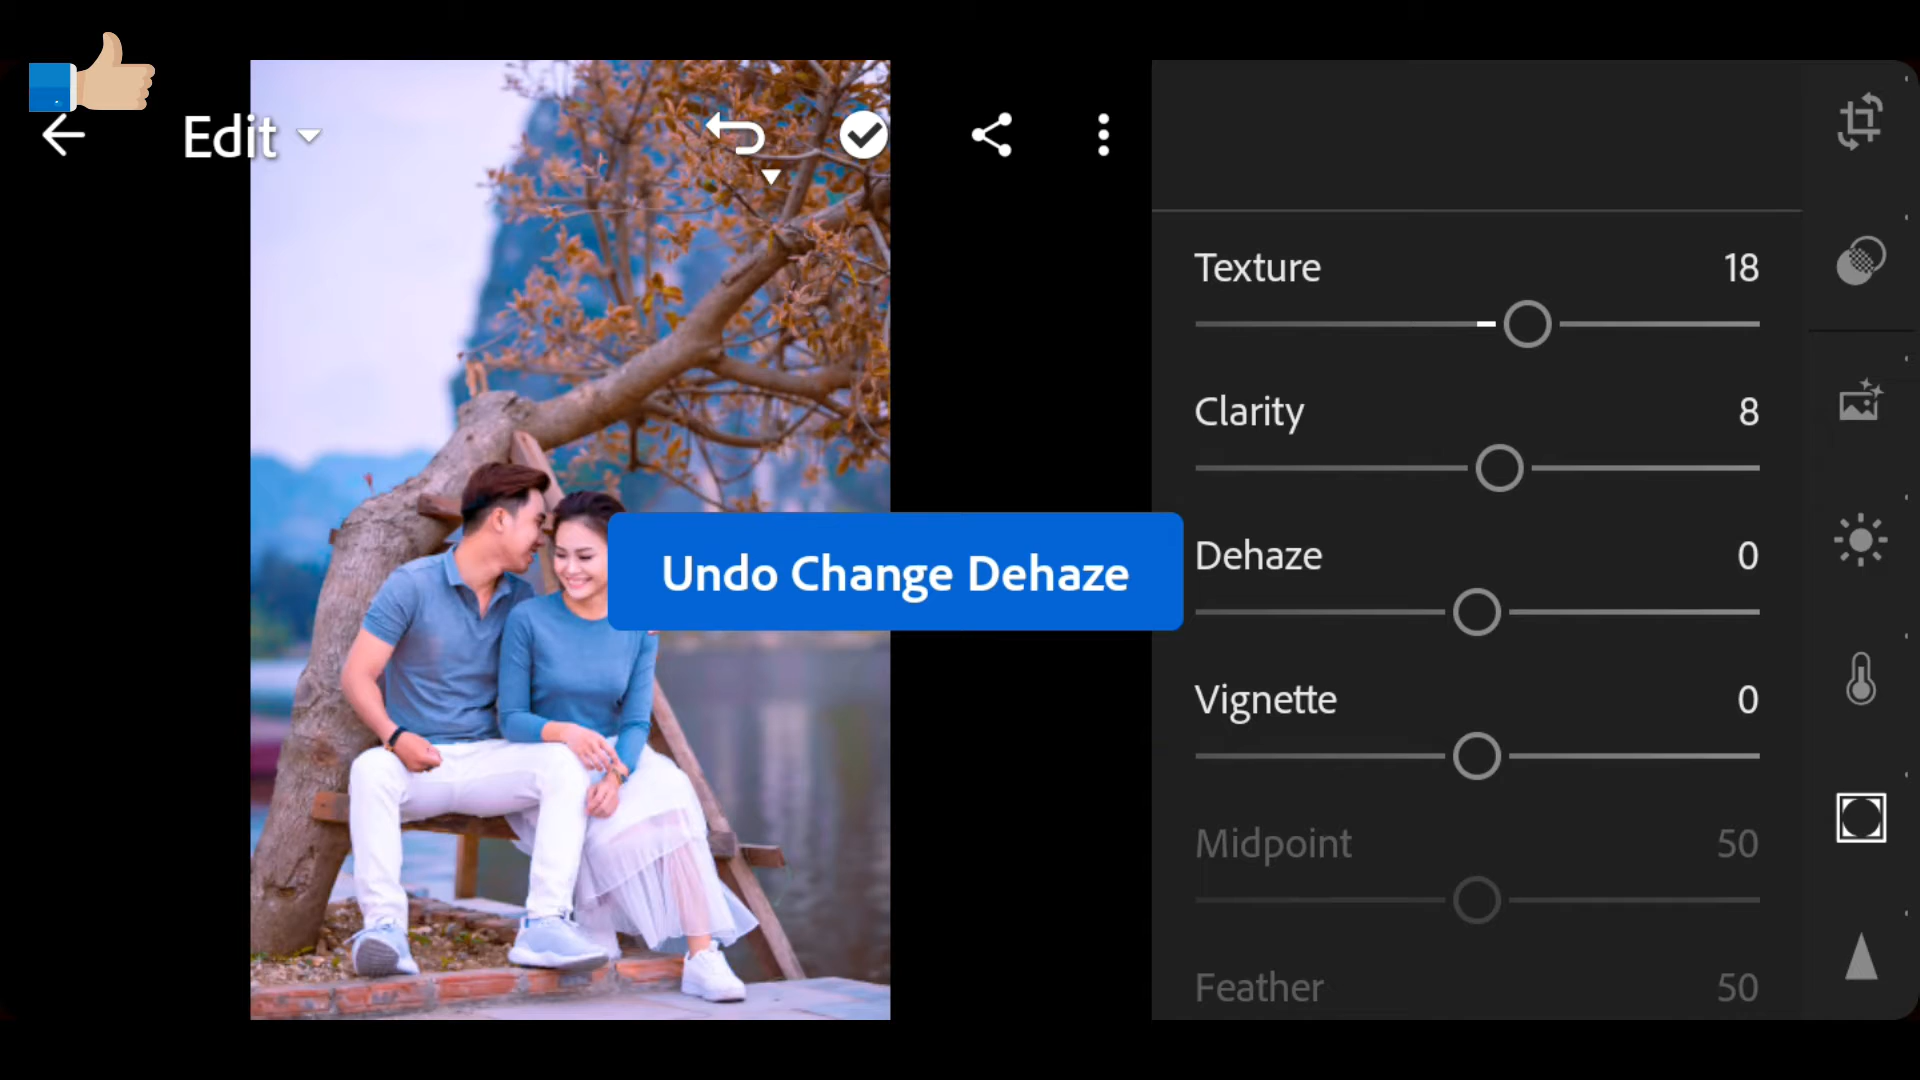 Edit
Texture 18
Clarity 8
Undo Change Dehaze
Dehaze 0
Vignette 0
Midpoint 50
Feather 50